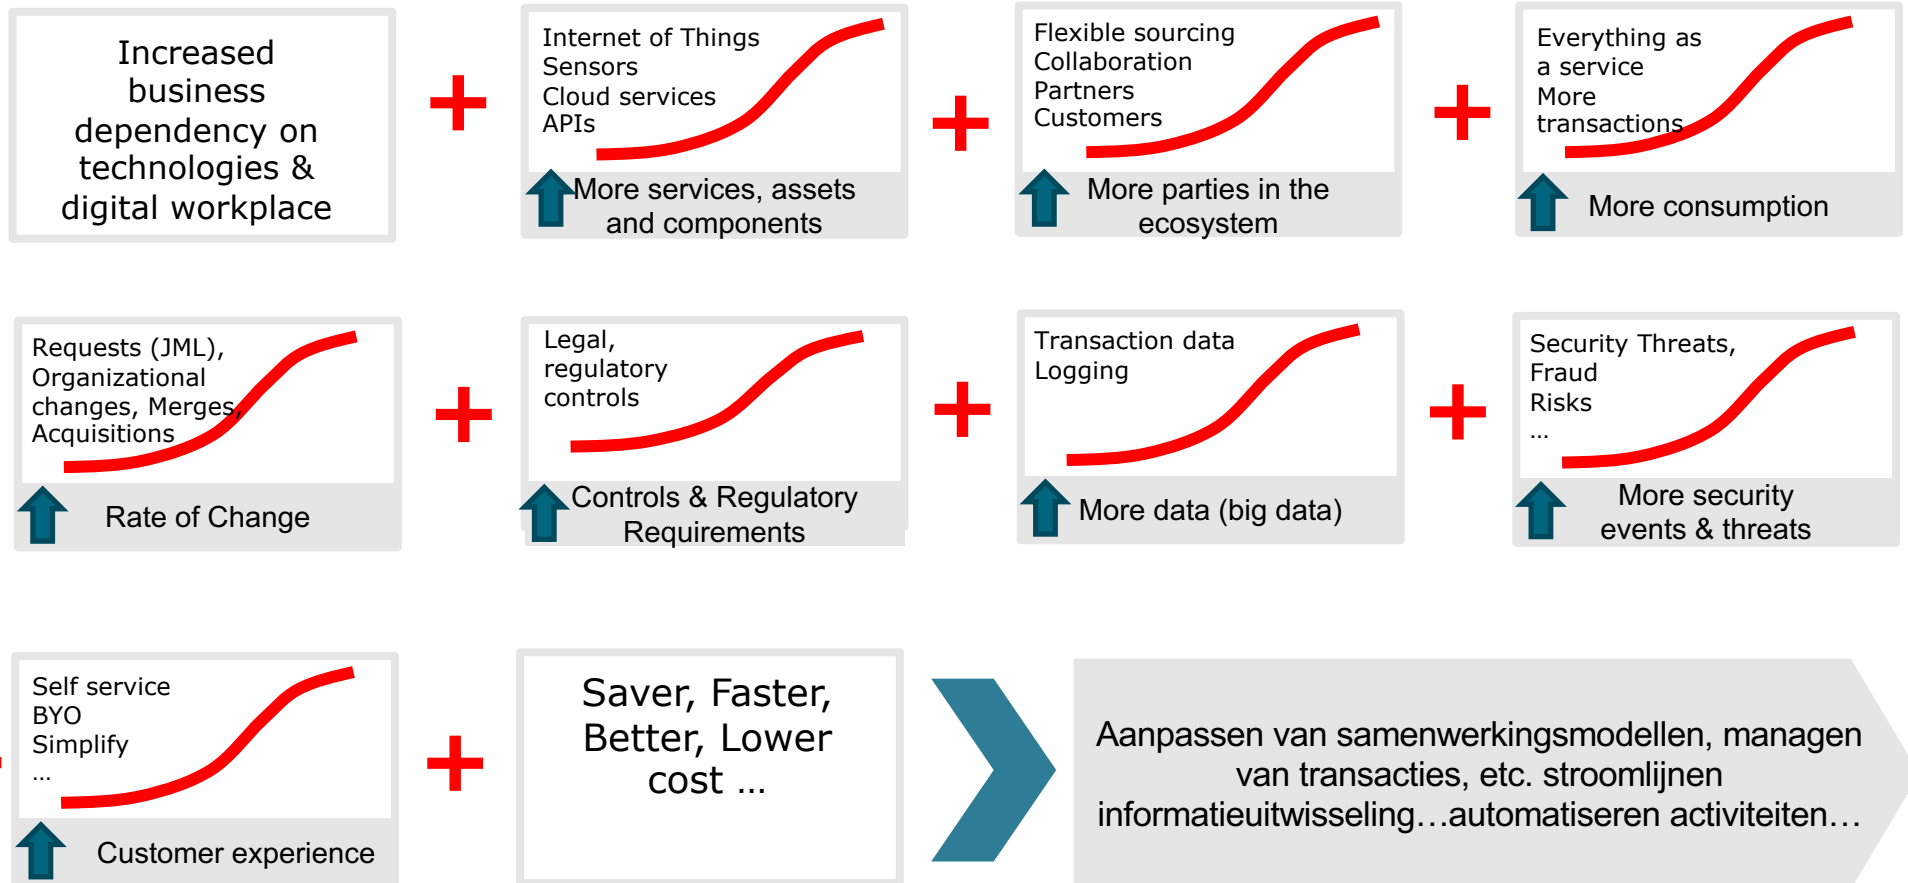 Increased
business
dependency on
technologies &
digital workplace
Internet of Things
Sensors
Cloud services
APIs
More services, assets
and components
Flexible sourcing
Collaboration
Partners
Customers
More parties in the
ecosystem
Everything as
a service
More
transactions
More consumption
Requests (JML),
Organizational
changes, Merges,
Acquisitions
Rate of Change
Legal,
regulatory
controls
Controls & Regulatory
Requirements
Transaction data
Logging
More data (big data)
Security Threats,
Fraud
Risks
…
More security
events & threats
Self service
BYO
Simplify
…
Customer experience
Saver, Faster,
Better, Lower
cost …
Aanpassen van samenwerkingsmodellen, managen
van transacties, etc. stroomlijnen
informatieuitwisseling…automatiseren activiteiten…